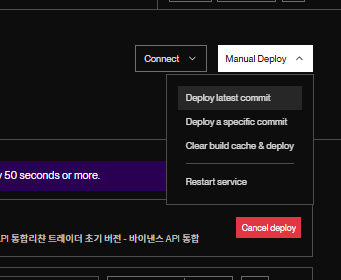 Connect
Manual Deploy
Deploy latest commit
Deploy a specific commit
Clear build cache & deploy
Restart service
50 seconds or more.
Cancel deploy
API 통합리찬 트레이더 초기 버전 - 바이낸스 API 통합